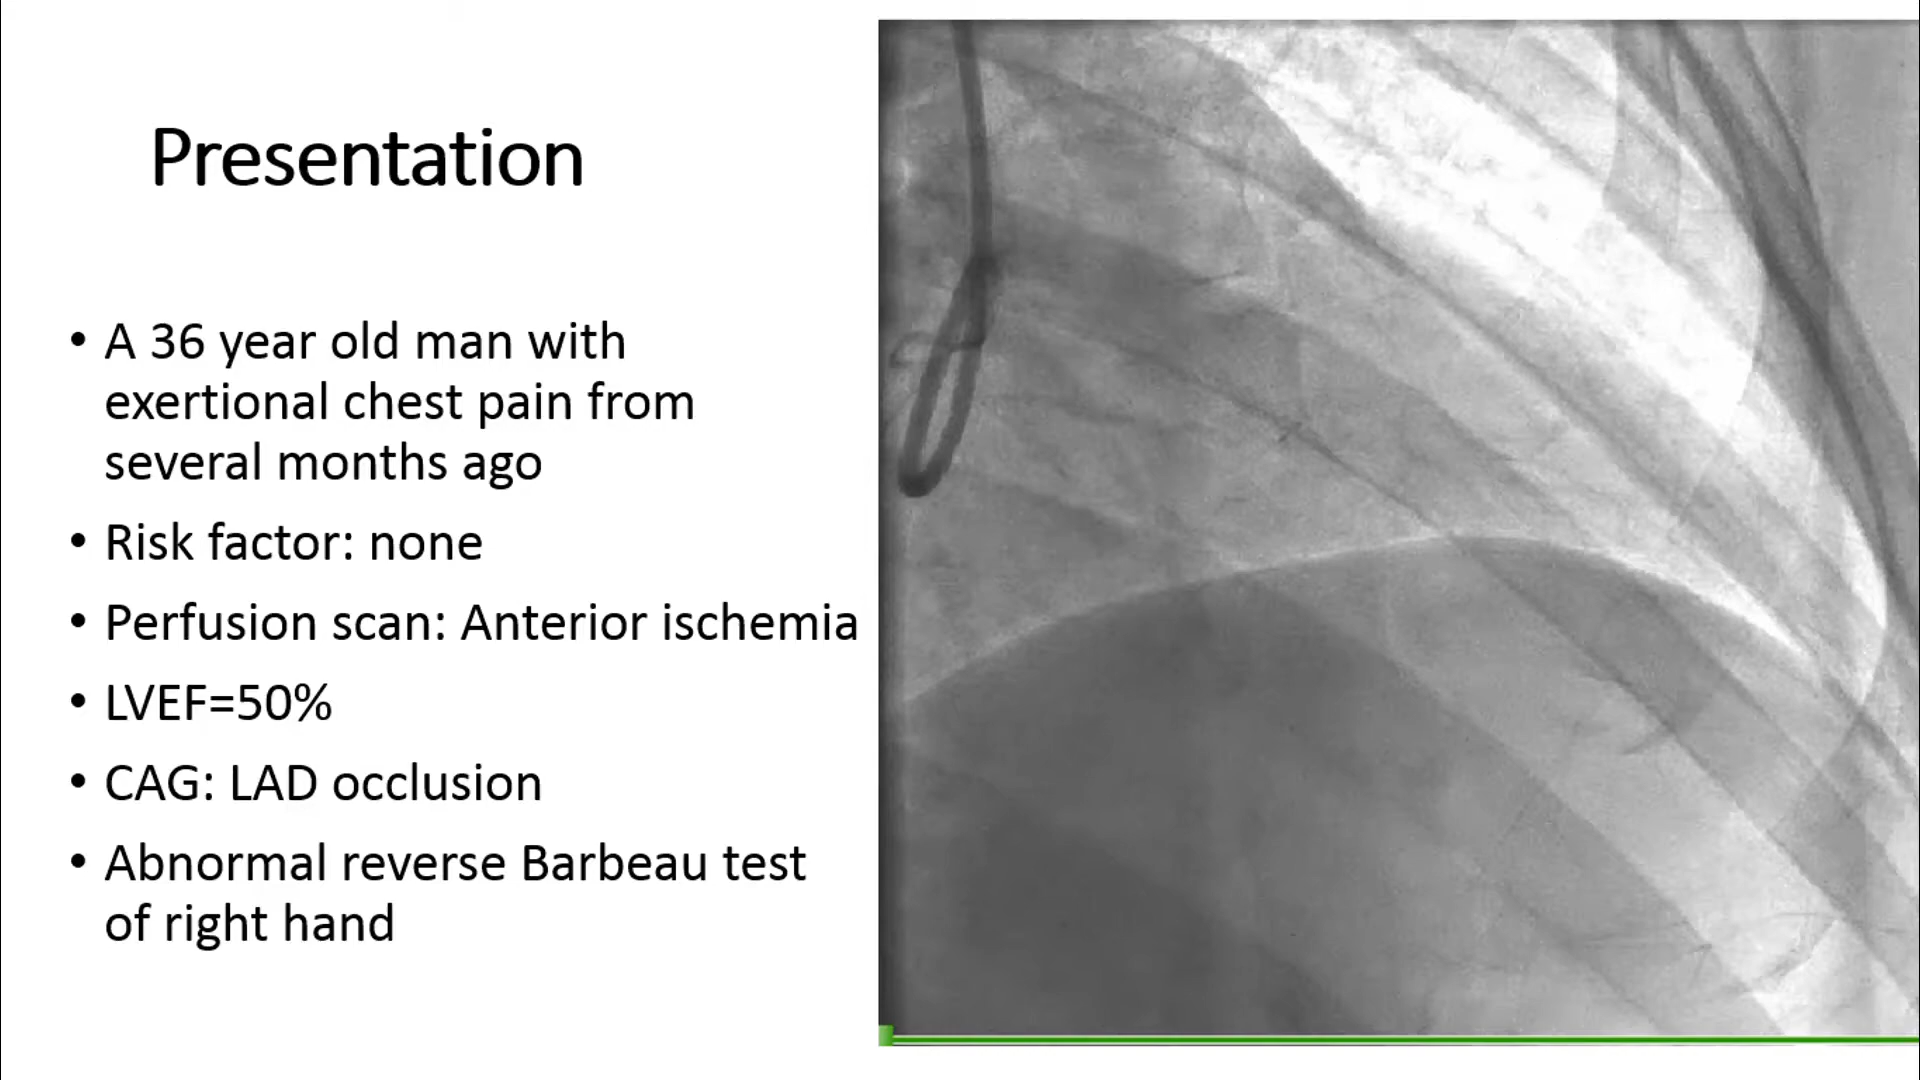 Presentation
• A 36 year old man with
exertional chest pain from
several months ago
• Risk factor: none
• Perfusion scan: Anterior ischemia
• LVEF=50%
• CAG: LAD occlusion
• Abnormal reverse Barbeau test
of right hand